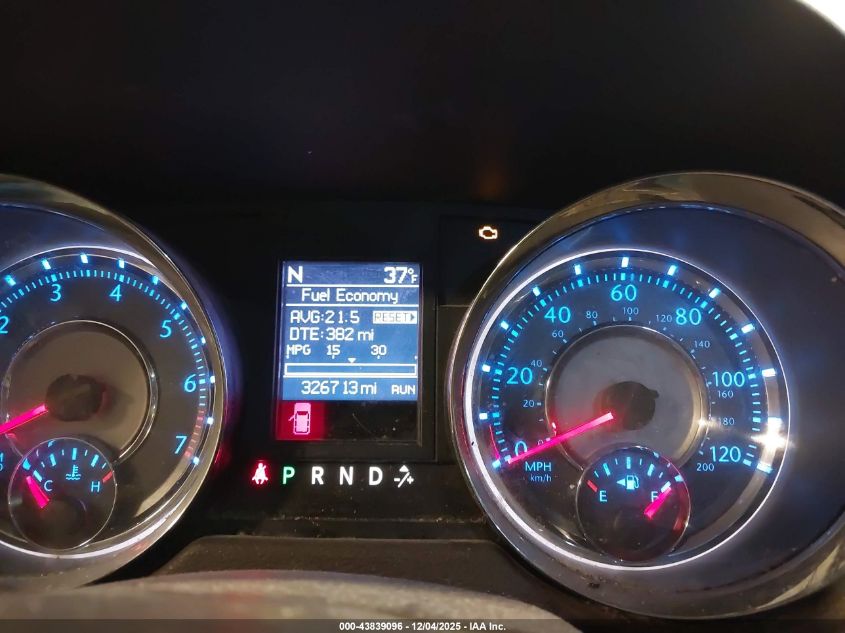 N 37°F
Fuel Economy
AVG:21.5 RESET
DTE:382 mi
MPG 15 30
326713 mi RUN
P R N D
2 3 4 5 6 7
C H
0 20 40 60 80 100 120
20 40 60 80 100 120 140 160 180 200
MPH
km/h
E F
000-43839096 - 12/04/2025 - IAA Inc.